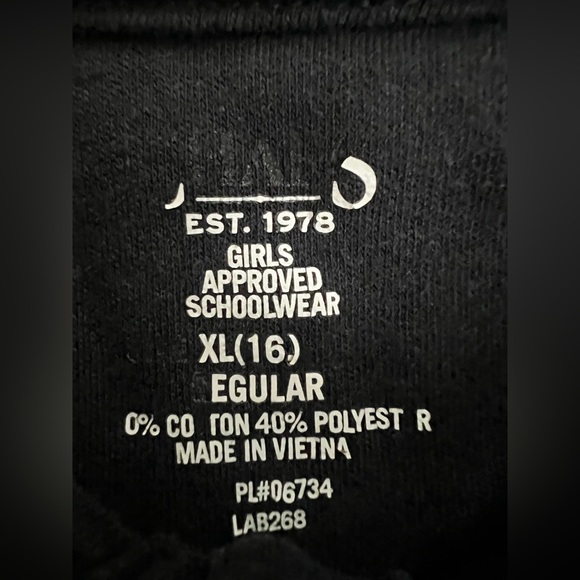 EST. 1978
GIRLS
APPROVED
SCHOOLWEAR
XL(16)
EGULAR
0% CO TON 40% POLYEST R
MADE IN VIETNA
PL#06734
LAB268